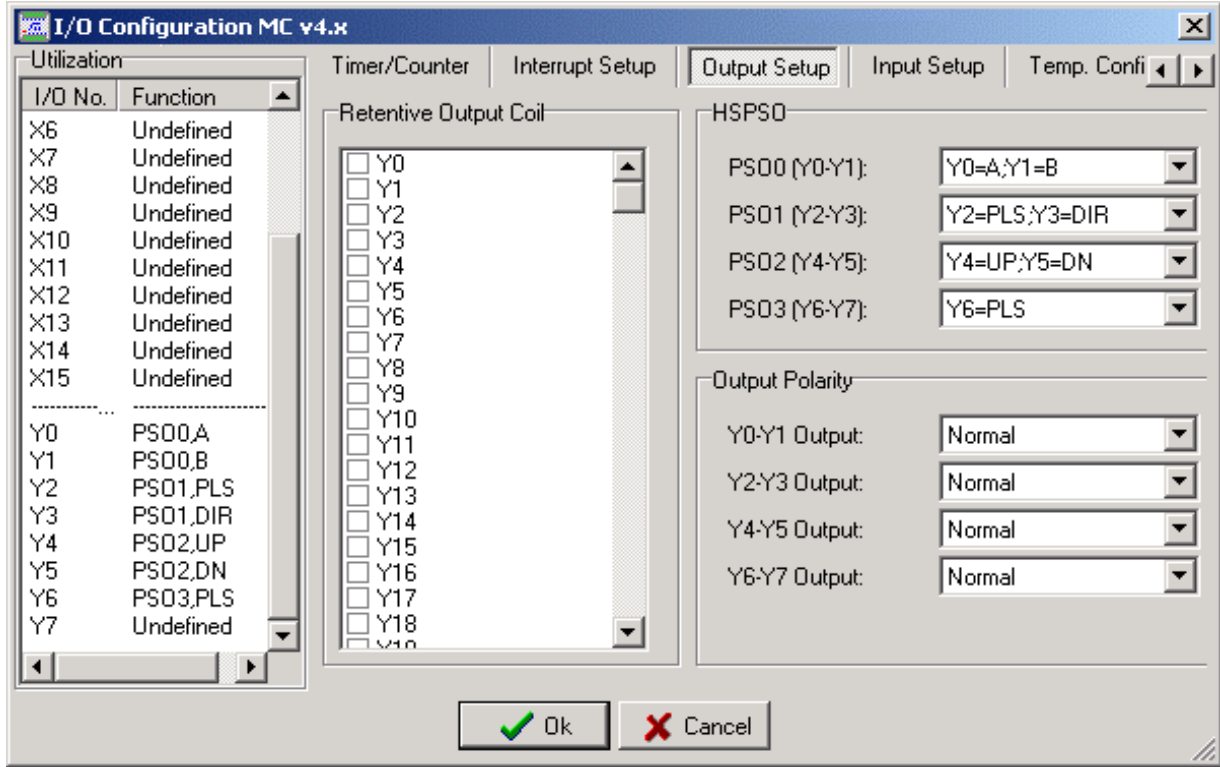 I/O Configuration MC v4.x
Utilization
I/O No. Function
X6 Undefined
X7 Undefined
X8 Undefined
X9 Undefined
X10 Undefined
X11 Undefined
X12 Undefined
X13 Undefined
X14 Undefined
X15 Undefined
-----------... ----------------------
Y0 PSO0,A
Y1 PSO0,B
Y2 PSO1,PLS
Y3 PSO1,DIR
Y4 PSO2,UP
Y5 PSO2,DN
Y6 PSO3,PLS
Y7 Undefined
Timer/Counter Interrupt Setup Output Setup Input Setup Temp. Confi
Retentive Output Coil
Y0
Y1
Y2
Y3
Y4
Y5
Y6
Y7
Y8
Y9
Y10
Y11
Y12
Y13
Y14
Y15
Y16
Y17
Y18
Y19
HSPSO
PSO0 (Y0-Y1): Y0=A;Y1=B
PSO1 (Y2-Y3): Y2=PLS;Y3=DIR
PSO2 (Y4-Y5): Y4=UP;Y5=DN
PSO3 (Y6-Y7): Y6=PLS
Output Polarity
Y0-Y1 Output: Normal
Y2-Y3 Output: Normal
Y4-Y5 Output: Normal
Y6-Y7 Output: Normal
Ok Cancel